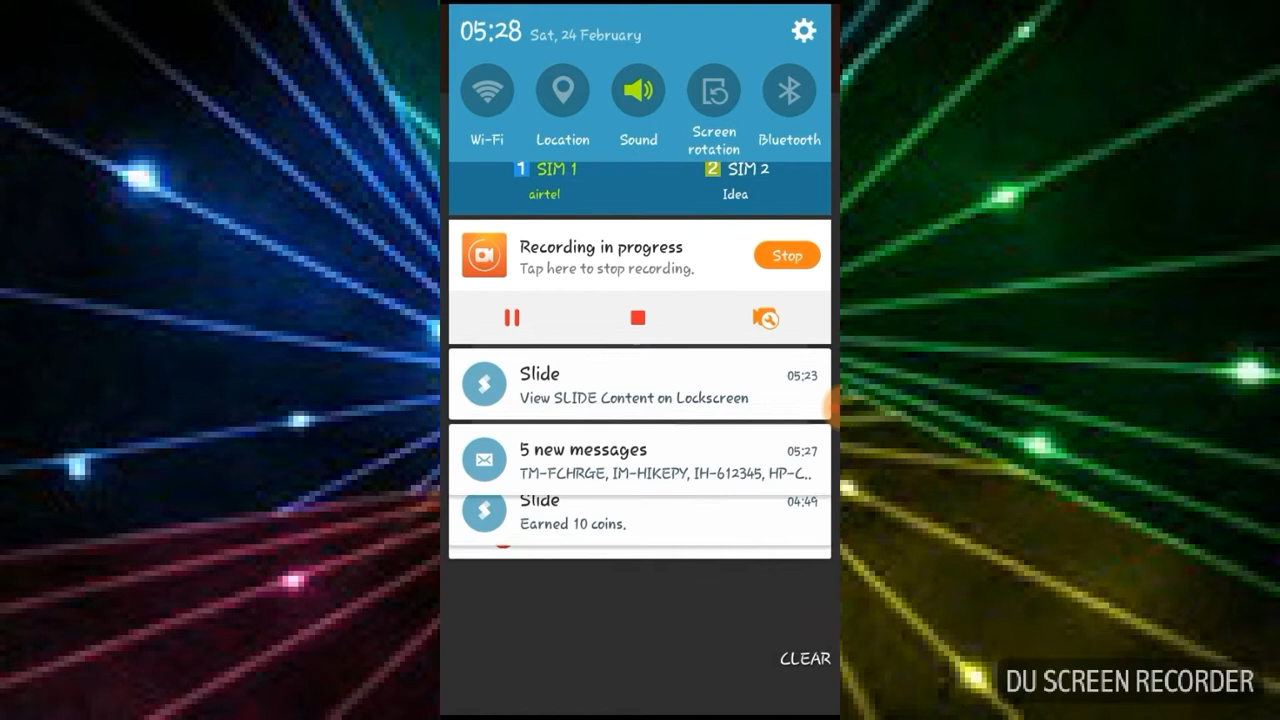 05:28 Sat, 24 February
Wi-Fi
Location
Sound
Screen
rotation
Bluetooth
1 SIM 1
airtel
2 SIM 2
Idea
Recording in progress
Tap here to stop recording.
Stop
Slide 05:23
View SLIDE Content on Lockscreen
5 new messages 05:27
TM-FCHRGE, IM-HIKEPY, IH-612345, HP-C..
Slide 04:49
Earned 10 coins.
CLEAR
DU SCREEN RECORDER